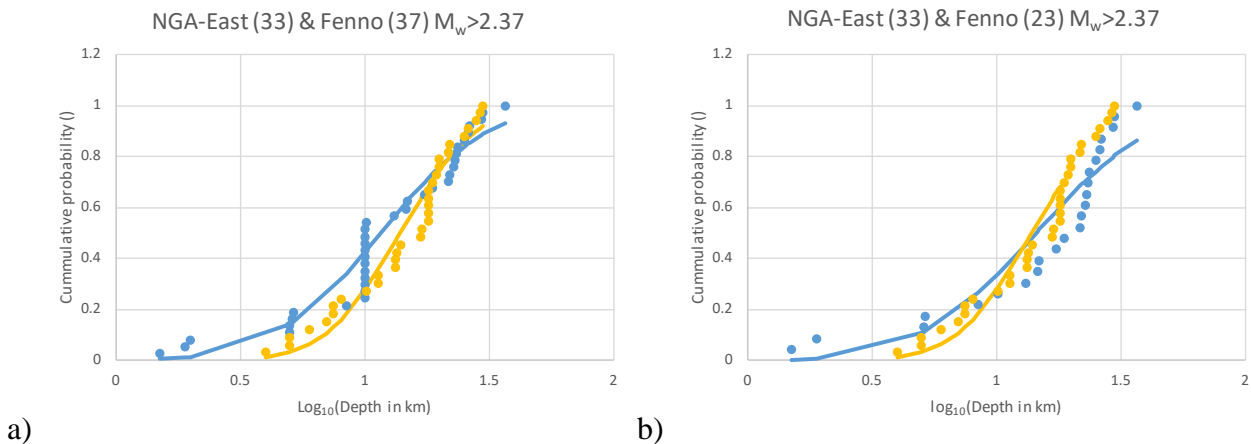 NGA-East (33) & Fenno (37) Mw>2.37
1.2
1
0.8
0.6
0.4
0.2
0
Cummulative probability ()
0 0.5 1 1.5 2
Log10(Depth in km)
a)
NGA-East (33) & Fenno (23) Mw>2.37
1.2
1
0.8
0.6
0.4
0.2
0
Cummulative probability ()
0 0.5 1 1.5 2
log10(Depth in km)
b)